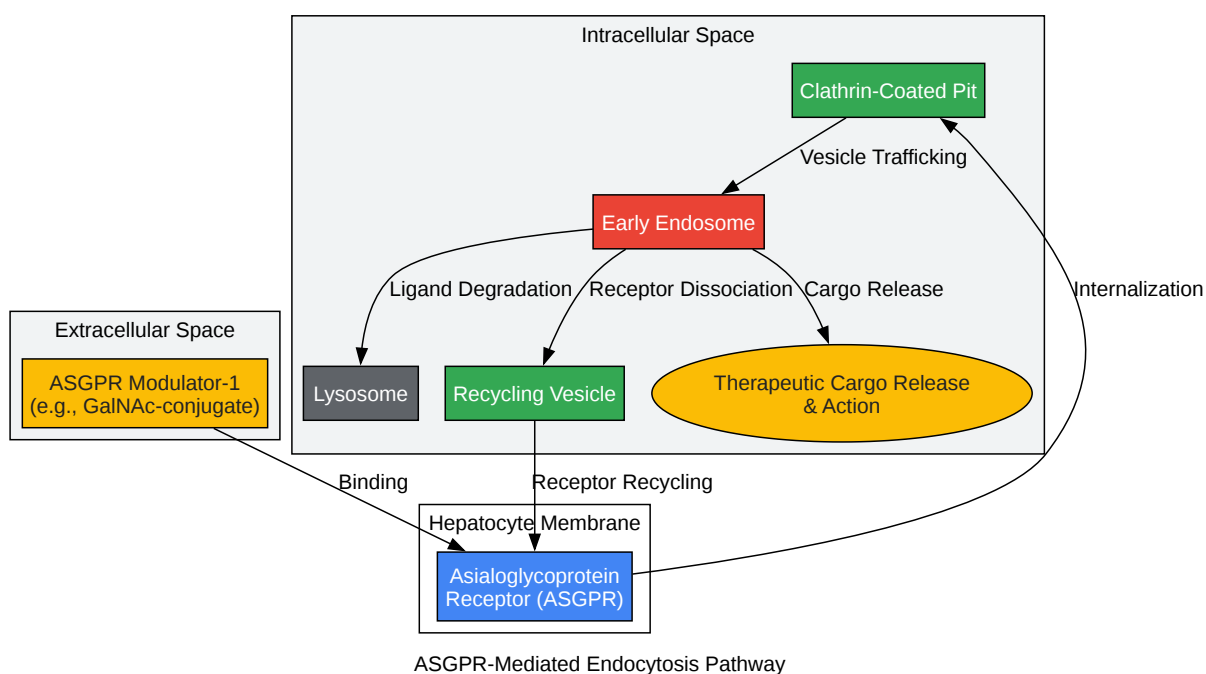 Intracellular Space
Clathrin-Coated Pit
Vesicle Trafficking
Early Endosome
Ligand Degradation
Receptor Dissociation
Cargo Release
Internalization
Extracellular Space
ASGPR Modulator-1
(e.g., GalNAc-conjugate)
Lysosome
Recycling Vesicle
Therapeutic Cargo Release
& Action
Binding
Receptor Recycling
Hepatocyte Membrane
Asialoglycoprotein
Receptor (ASGPR)
ASGPR-Mediated Endocytosis Pathway